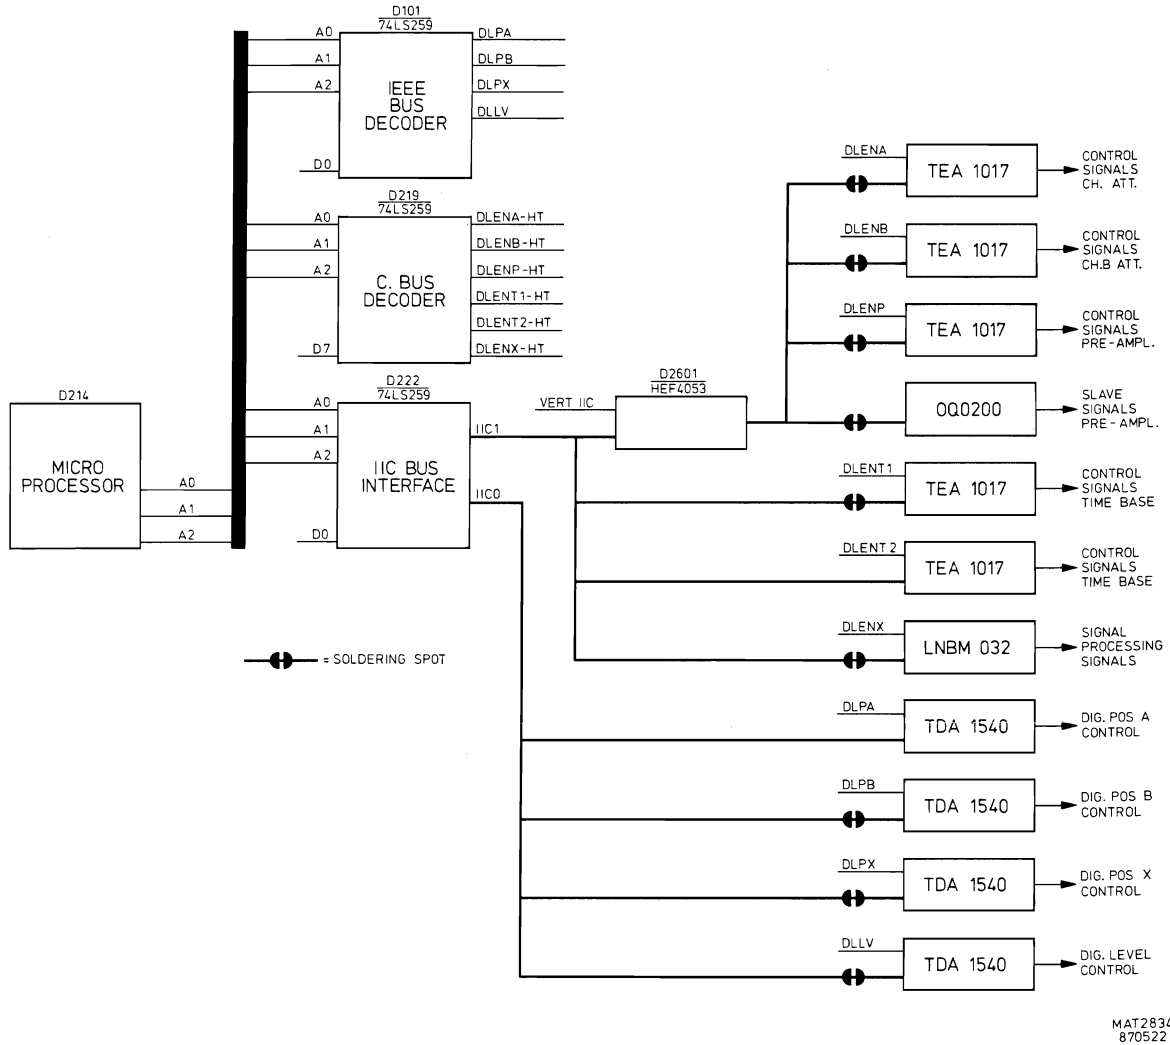 D101
74LS259
A0
A1
A2
D0
IEEE
BUS
DECODER
DLPA
DLPB
DLPX
DLLV
D219
74LS259
A0
A1
A2
D7
C. BUS
DECODER
DLENA-HT
DLENB-HT
DLENP-HT
DLENT1-HT
DLENT2-HT
DLENX-HT
D214
MICRO
PROCESSOR
A0
A1
A2
D222
74LS259
A0
A1
A2
D0
IIC BUS
INTERFACE
IIC1
IIC0
VERT IIC
D2601
HEF4053
= SOLDERING SPOT
DLENA
TEA 1017
CONTROL
SIGNALS
CH. ATT.
DLENB
TEA 1017
CONTROL
SIGNALS
CH.B ATT.
DLENP
TEA 1017
CONTROL
SIGNALS
PRE-AMPL.
OQ0200
SLAVE
SIGNALS
PRE-AMPL.
DLENT1
TEA 1017
CONTROL
SIGNALS
TIME BASE
DLENT2
TEA 1017
CONTROL
SIGNALS
TIME BASE
DLENX
LNBM 032
SIGNAL
PROCESSING
SIGNALS
DLPA
TDA 1540
DIG. POS A
CONTROL
DLPB
TDA 1540
DIG. POS B
CONTROL
DLPX
TDA 1540
DIG. POS X
CONTROL
DLLV
TDA 1540
DIG. LEVEL
CONTROL
MAT2834
870522